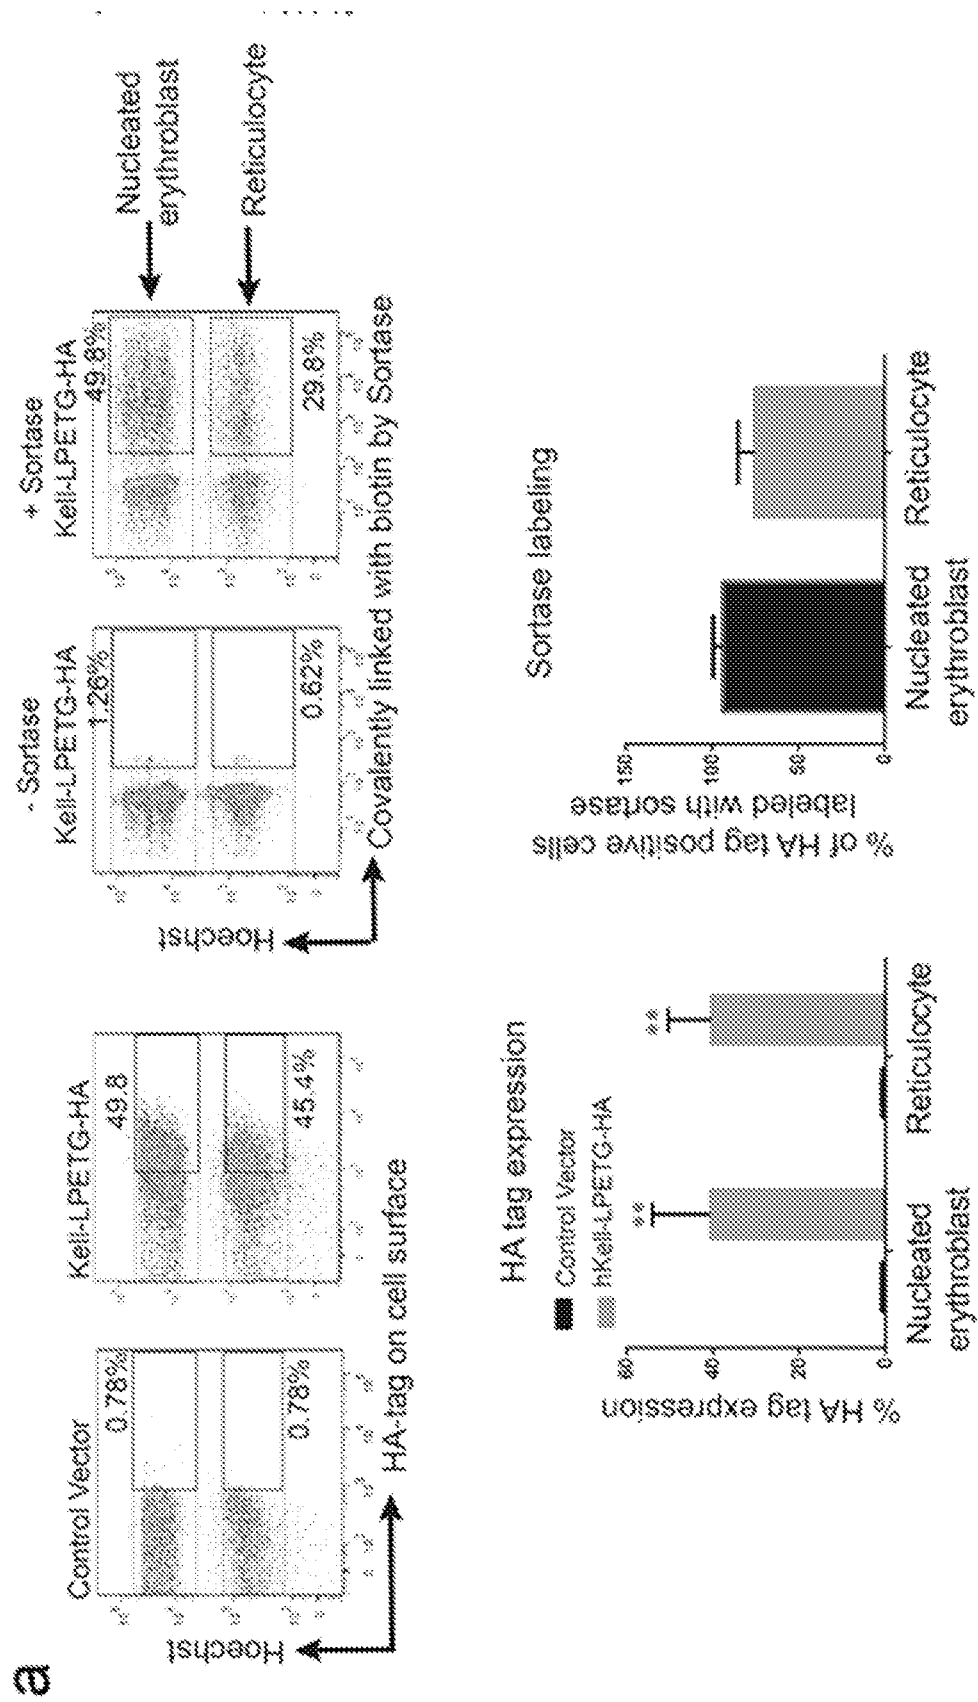 a
Control Vector
Kell-LPETG-HA
- Sortase
Kell-LPETG-HA
+ Sortase
Kell-LPETG-HA
0.78%
49.8
1.26%
49.8%
Nucleated
erythroblast
Reticulocyte
0.78%
45.4%
0.62%
29.8%
Hoechst
HA-tag on cell surface
Hoechst
Covalently linked with biotin by Sortase
HA tag expression
Control Vector
hKell-LPETG-HA
% HA tag expression
60
40
20
0
**
**
Nucleated
erythroblast
Reticulocyte
Sortase labeling
% of HA tag positive cells
labeled with sortase
150
100
50
0
Nucleated
erythroblast
Reticulocyte